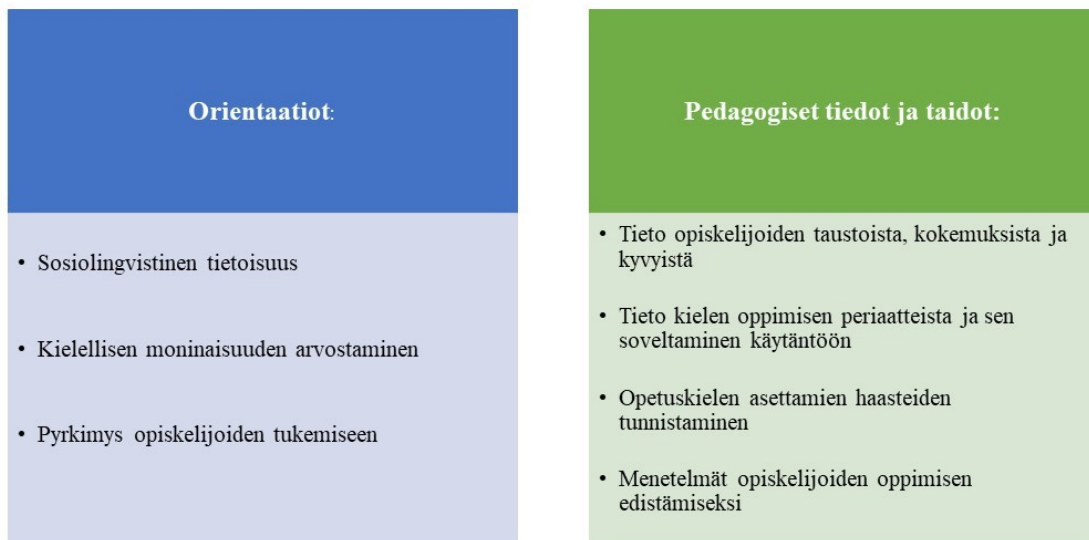 Orientaatiot:
• Sosiolingvistinen tietoisuus
• Kielellisen moninaisuuden arvostaminen
• Pyrkimys opiskelijoiden tukemiseen
Pedagogiset tiedot ja taidot:
• Tieto opiskelijoiden taustoista, kokemuksista ja
kyvyistä
• Tieto kielen oppimisen periaatteista ja sen
soveltaminen käytäntöön
• Opetuskielen asettamien haasteiden
tunnistaminen
• Menetelmät opiskelijoiden oppimisen
edistämiseksi